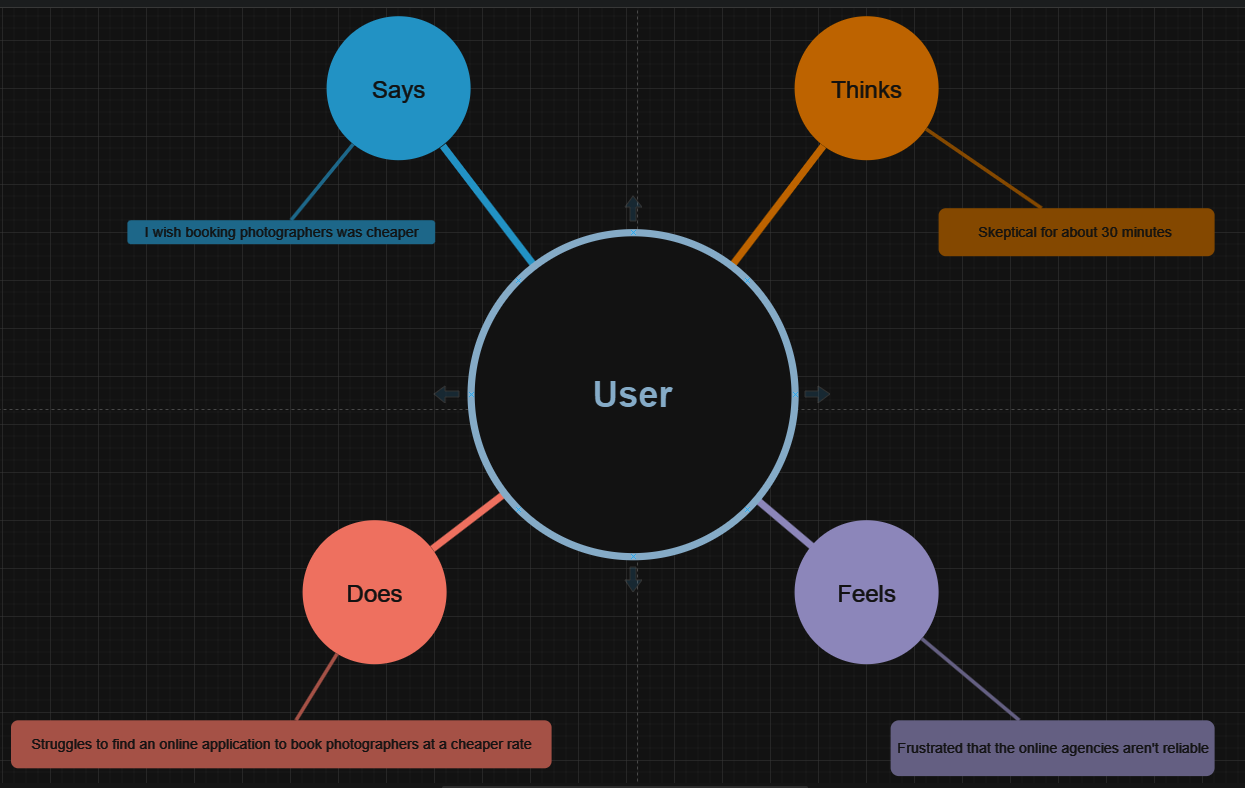 Says
Thinks
I wish booking photographers was cheaper
Skeptical for about 30 minutes
User
Does
Feels
Struggles to find an online application to book photographers at a cheaper rate
Frustrated that the online agencies aren't reliable